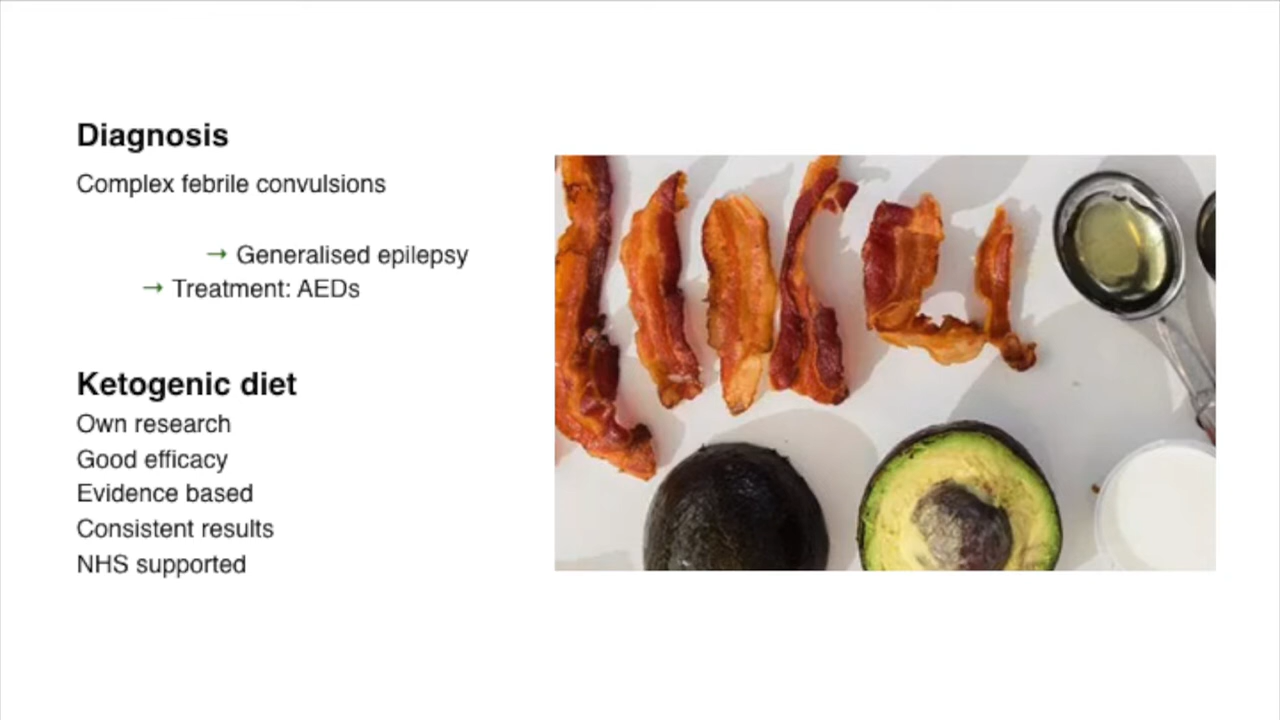 Diagnosis
Complex febrile convulsions
→ Generalised epilepsy
→ Treatment: AEDs
Ketogenic diet
Own research
Good efficacy
Evidence based
Consistent results
NHS supported